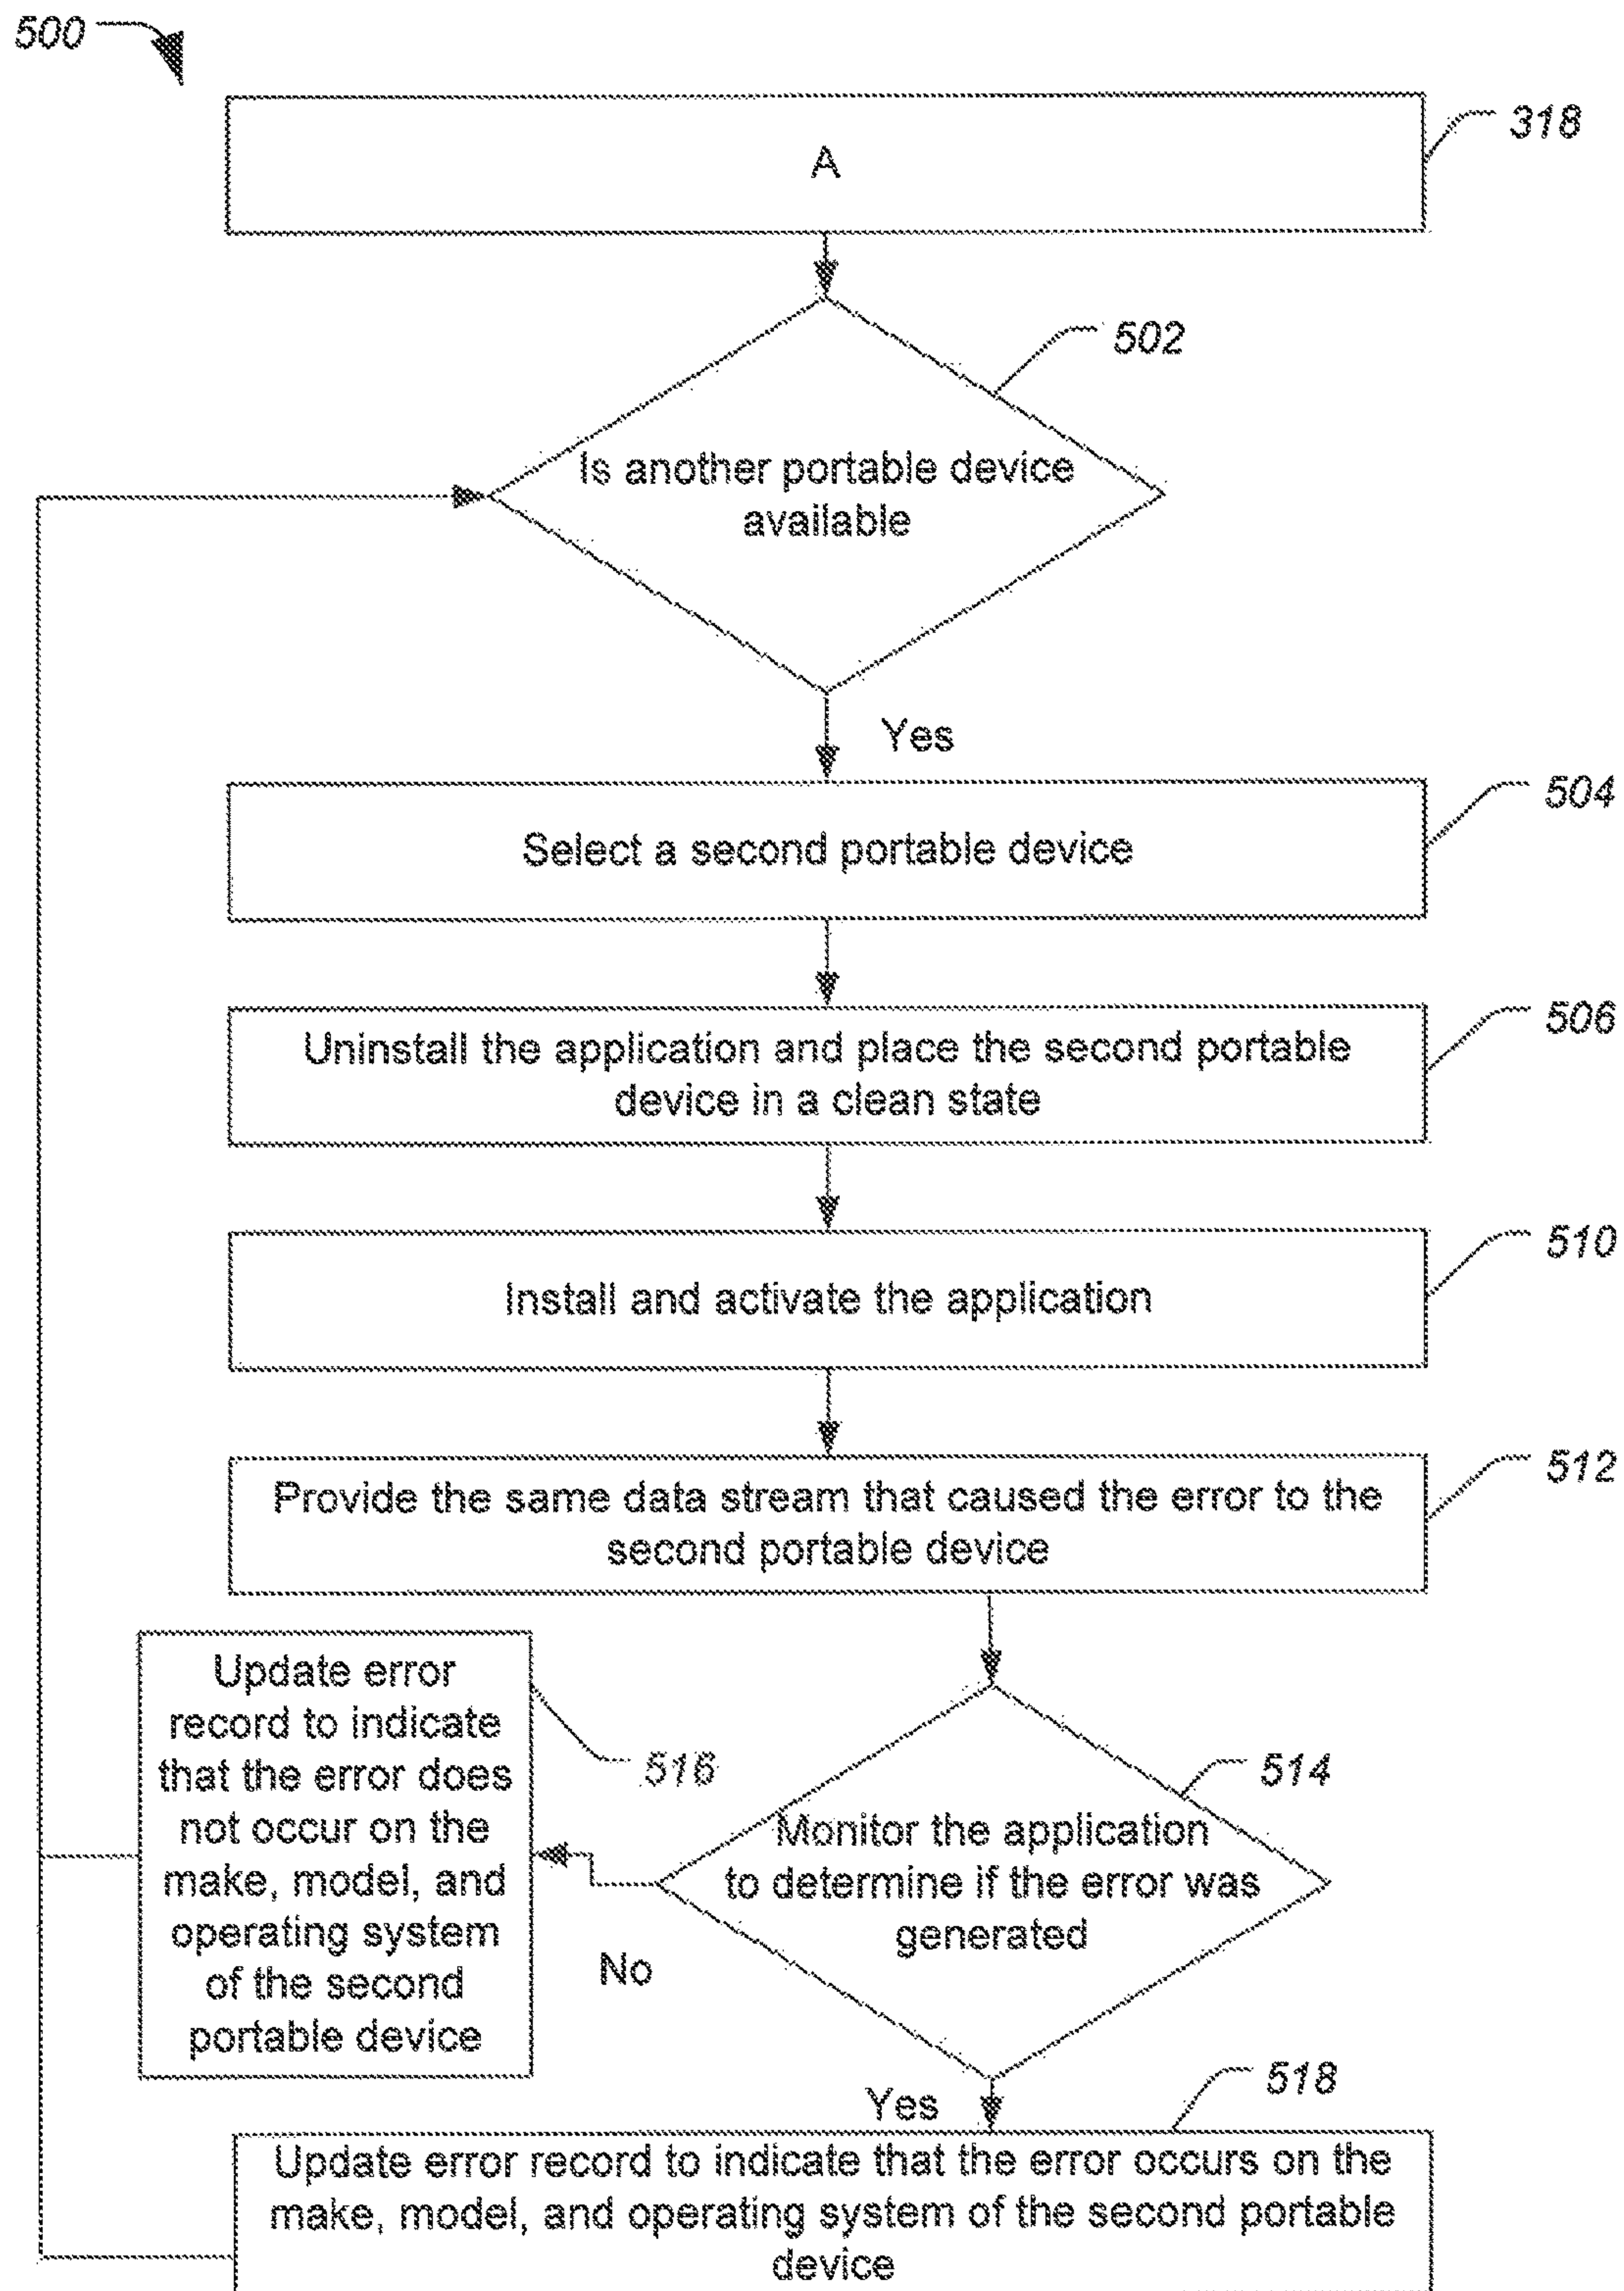 500
318
A
502
Is another portable device
available
Yes
504
Select a second portable device
506
Uninstall the application and place the second portable
device in a clean state
510
Install and activate the application
512
Provide the same data stream that caused the error to the
second portable device
Update error
record to indicate
that the error does
not occur on the
make, model, and
operating system
of the second
portable device
516
514
Monitor the application
to determine if the error was
generated
No
Yes
518
Update error record to indicate that the error occurs on the
make, model, and operating system of the second portable
device